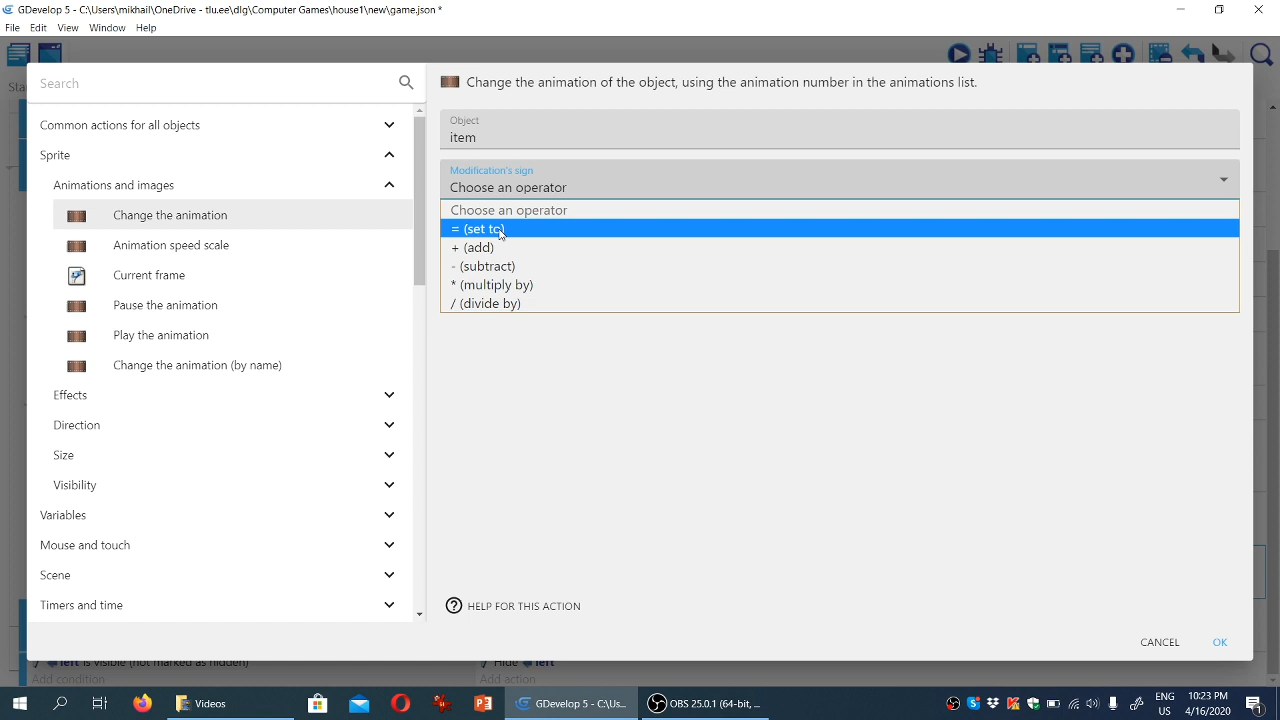 GDevelop 5 - C:\Users\mikhail\OneDrive - tlu.ee\dlg\Computer Games\house1\new\game.json *
File Edit View Window Help
Search
Change the animation of the object, using the animation number in the animations list.
Common actions for all objects
Object
item
Sprite
Modification's sign
Choose an operator
Animations and images
Choose an operator
Change the animation
= (set to)
Animation speed scale
+ (add)
- (subtract)
Current frame
* (multiply by)
Pause the animation
/ (divide by)
Play the animation
Change the animation (by name)
Effects
Direction
Size
Visibility
Variables
Mouse and touch
Scene
Timers and time
? HELP FOR THIS ACTION
CANCEL OK
left is visible (not marked as hidden) Hide left
Add condition Add action
Videos GDevelop 5 - C:\Us... OBS 25.0.1 (64-bit, ... ENG US 10:23 PM 4/16/2020 1